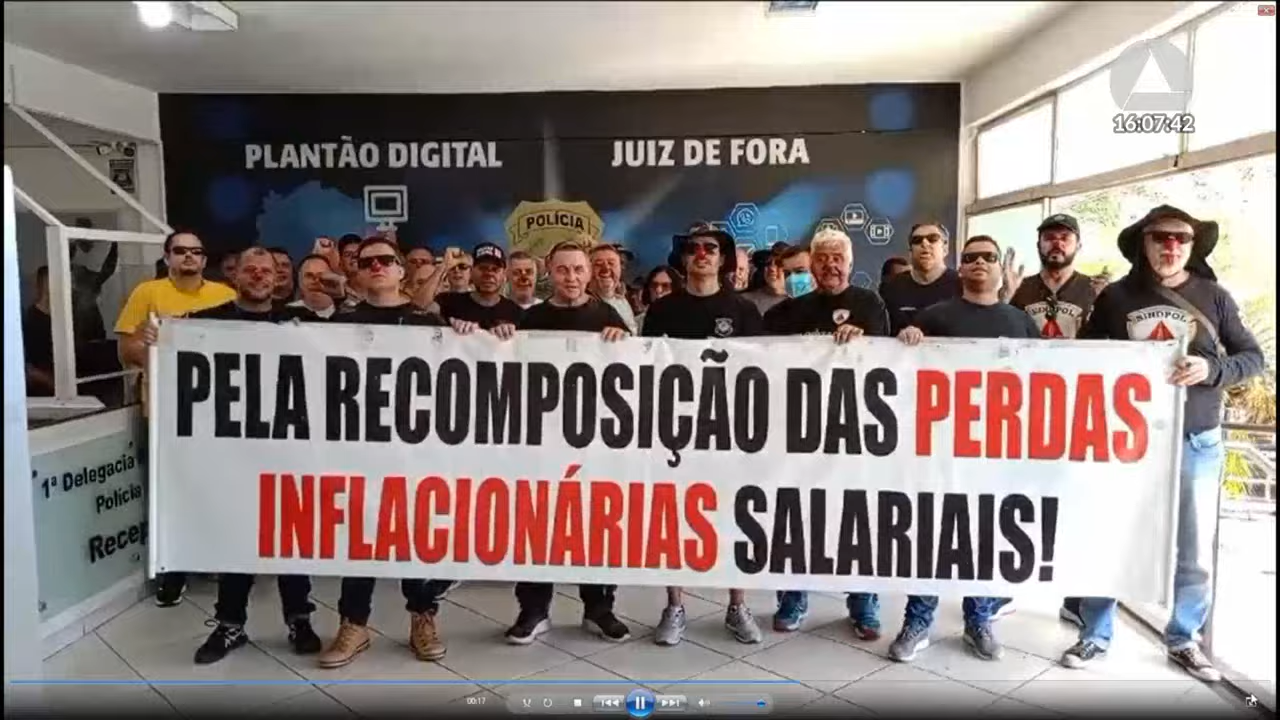 16:07:42
PLANTÃO DIGITAL
JUIZ DE FORA
POLÍCIA
SINDPOL
SINDPOL
PELA RECOMPOSIÇÃO DAS PERDAS
INFLACIONÁRIAS SALARIAIS!
1ª Delegacia
Polícia
00:17